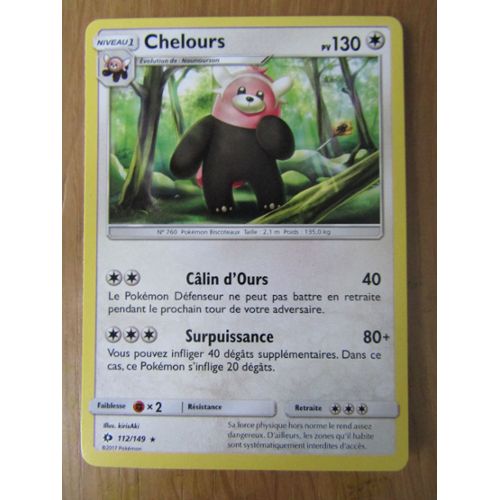 NIVEAU 1 Chelours PV 130
Évolution de : Nounourson
N° 760 Pokémon Biscoteaux Taille : 2,1 m Poids : 135,0 kg
Câlin d'Ours 40
Le Pokémon Défenseur ne peut pas battre en retraite
pendant le prochain tour de votre adversaire.
Surpuissance 80+
Vous pouvez infliger 40 dégâts supplémentaires. Dans ce
cas, ce Pokémon s'inflige 20 dégâts.
Faiblesse × 2 Résistance Retraite
Illus. kirisAki
112/149 ★
©2017 Pokémon
Sa force physique hors norme le rend assez
dangereux. D'ailleurs, les zones qu'il habite
sont systématiquement interdites d'accès.